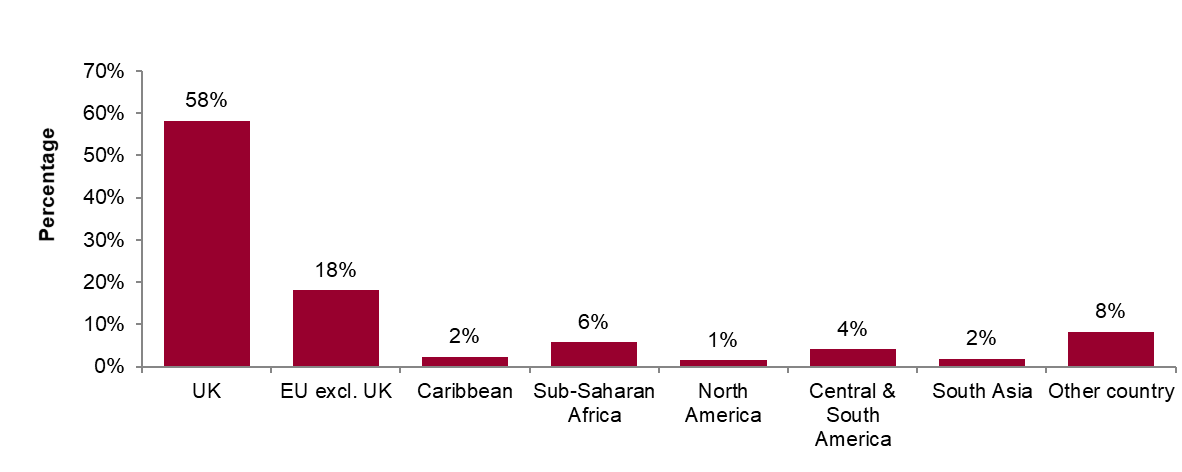 70%
60%
50%
40%
30%
20%
10%
0%
Percentage
58%
18%
2%
6%
1%
4%
2%
8%
UK
EU excl. UK
Caribbean
Sub-Saharan
Africa
North
America
Central &
South
America
South Asia
Other country